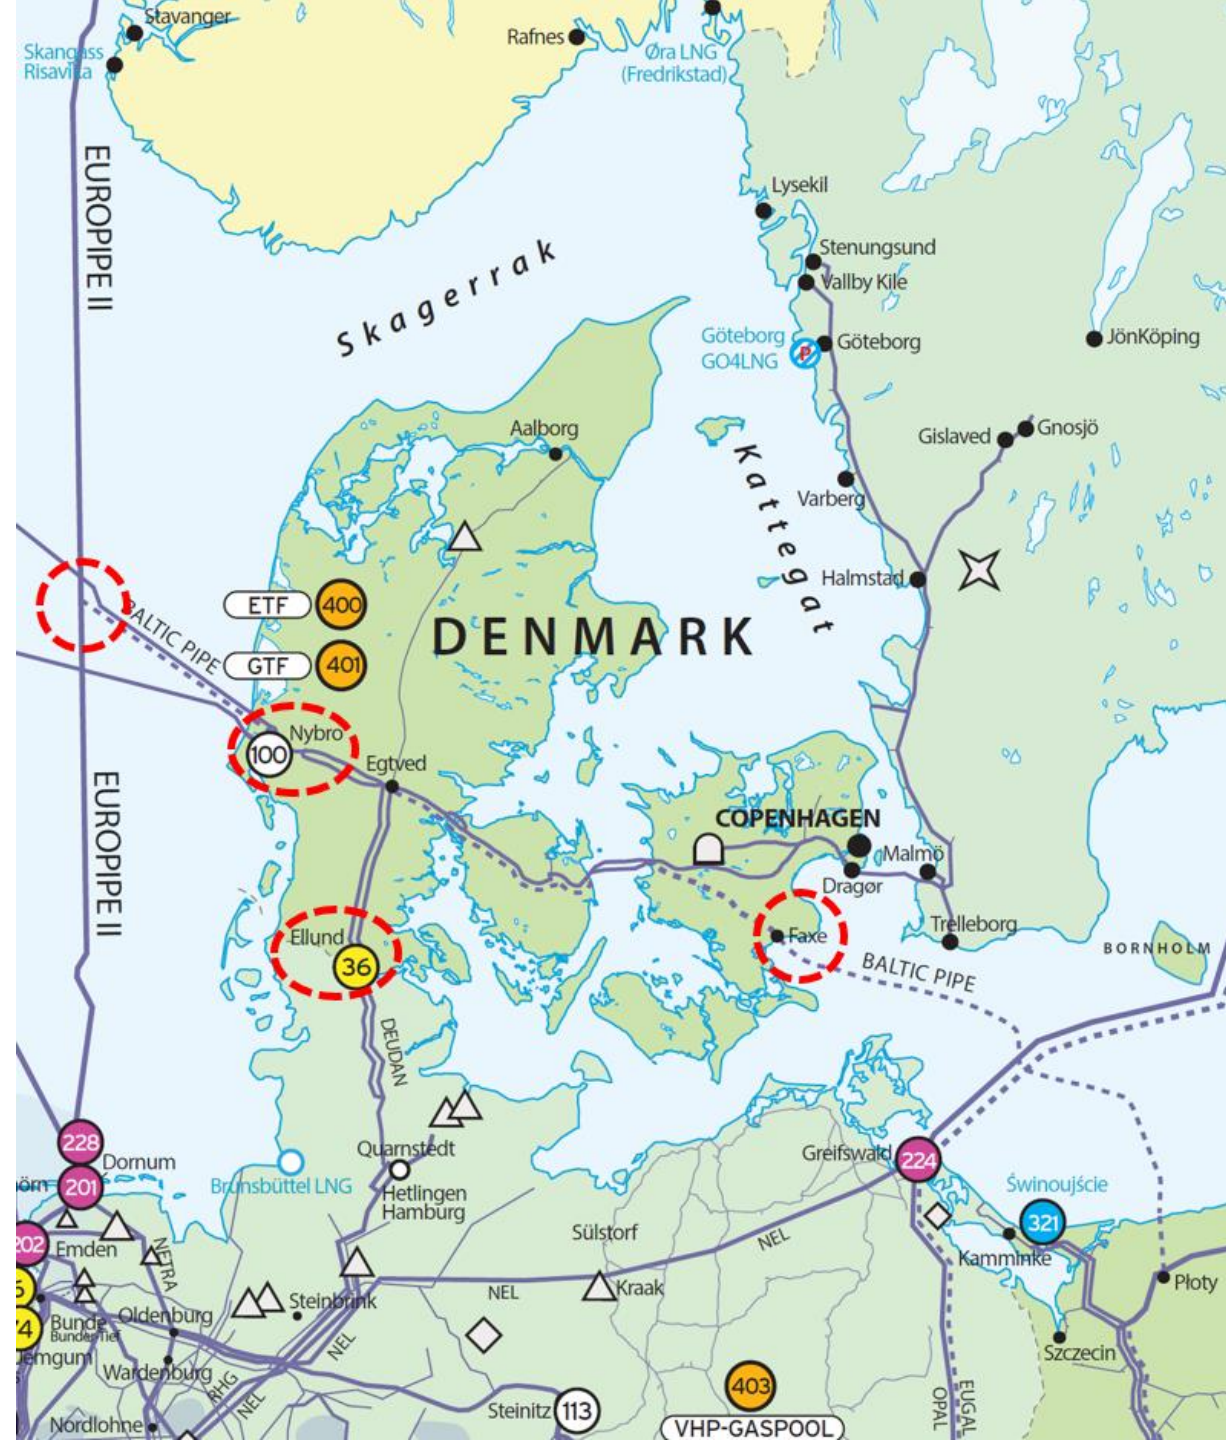 Stavanger
Skangass
Risavika
Rafnes
Øra LNG
(Fredrikstad)
EUROPIPE II
Lysekil
Skagerrak
Stenungsund
Vallby Kile
Göteborg
GO4LNG
P
Göteborg
JönKöping
Aalborg
Gislaved
Gnosjö
Kattegat
Varberg
Halmstad
ETF
400
BALTIC PIPE
DENMARK
GTF
401
Nybro
100
Egtved
EUROPIPE II
COPENHAGEN
Malmö
Dragør
Trelleborg
Ellund
36
Faxe
BORNHOLM
BALTIC PIPE
DEUDAN
228
Dornum
201
Quarnstedt
Greifswald
224
Brunsbüttel LNG
Hetlingen
Hamburg
Świnoujście
321
202
Emden
NETRA
Sülstorf
NEL
Kamminke
Płoty
Kraak
NEL
Steinbrink
Oldenburg
Bunde
Bunder-Tief
NEL
Szczecin
Wardenburg
RHG
NEL
403
OPAL
EUGAL
Steinitz
113
Nordlohne
VHP-GASPOOL